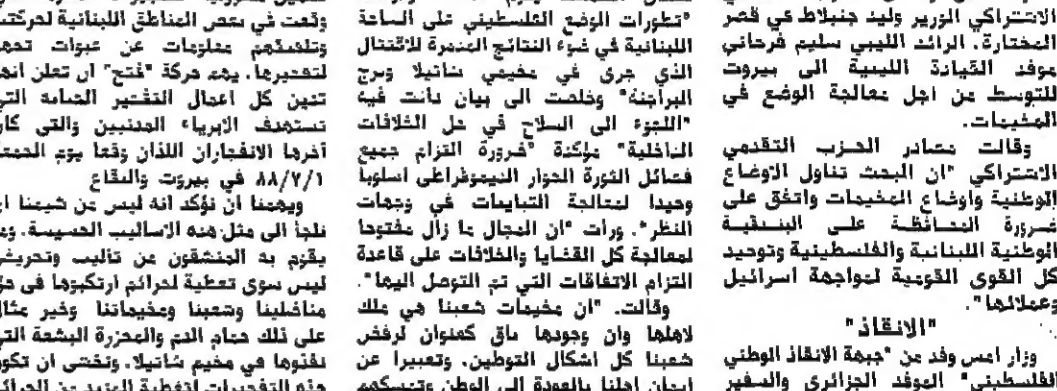 الاشتراكي الوزير وليد جنبلاط في قصر
المختارة. الرائد الليبي سليم فرحاني
موفد القيادة الليبية الى بيروت
للتوسط من اجل معالجة الوضع في
المخيمات.
وقالت مصادر الحزب التقدمي
الاشتراكي "ان البحث تناول الاوضاع
الوطنية واوضاع المخيمات واتفق على
ضرورة المحافظة على البندقية
الوطنية اللبنانية والفلسطينية وتوحيد
كل القوى القومية لمواجهة اسرائيل
وعملائها".
"الانقاذ"
وزار امس وفد من "جبهة الانقاذ الوطني
الفلسطيني" الموفد الجزائري والسفير
"تطورات الوضع الفلسطيني على الساحة
اللبنانية في ضوء النتائج المدمرة للاقتتال
الذي جرى في مخيمي شاتيلا وبرج
البراجنة" وخلصت الى بيان دانت فيه
"اللجوء الى السلاح في حل الخلافات
الداخلية" مؤكدة "ضرورة التزام جميع
فصائل الثورة الحوار الديموقراطي اسلوبا
وحيدا لمعالجة التباينات في وجهات
النظر". ورأت "ان المجال ما زال مفتوحا
لمعالجة كل القضايا والخلافات على قاعدة
التزام الاتفاقات التي تم التوصل اليها".
وقالت. "ان مخيمات شعبنا هي ملك
لاهلها وان وجودها باق كعنوان لرفض
شعبنا كل اشكال التوطين. وتعبيرا عن
ايمان اهلنا بالعودة الى الوطن وتمسكهم
وقعت في بعض المناطق اللبنانية لحركتنا
معلومات عن عبوات
لتفجيرها. يهم حركة "فتح" ان تعلن انها
تدين كل اعمال التفجير الجبانة التي
تستهدف الابرياء المدنيين والتي كان
آخرها الانفجاران اللذان وقعا يوم الجمعة
٨٨/٧/١ في بيروت والبقاع
ويهمنا ان نؤكد انه ليس من شيمنا ان
نلجأ الى مثل هذه الاساليب الخسيسة. وما
يقوم به المنشقون من تأليب وتحريض
ليس سوى تغطية لجرائم ارتكبوها في حق
مناضلينا وشعبنا ومخيماتنا وخير مثال
على ذلك حمام الدم والمجزرة البشعة التي
نفذوها في مخيم شاتيلا. ونخشى ان تكون
هذه التفجيرات لتغطية المزيد من الجرائم